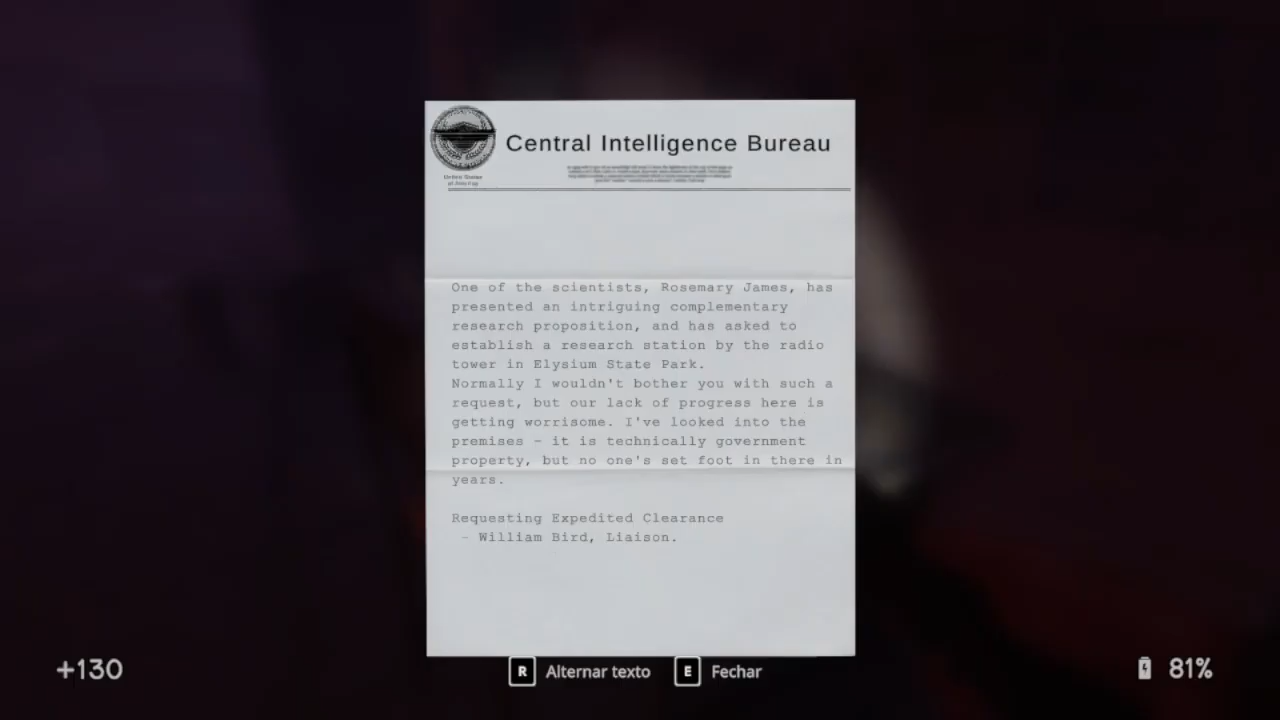 Central Intelligence Bureau
United States
One of the scientists, Rosemary James, has
presented an intriguing complementary
research proposition, and has asked to
establish a research station by the radio
tower in Elysium State Park.
Normally I wouldn't bother you with such a
request, but our lack of progress here is
getting worrisome. I've looked into the
premises - it is technically government
property, but no one's set foot in there in
years.
Requesting Expedited Clearance
- William Bird, Liaison.
+130
R Alternar texto E Fechar
81%